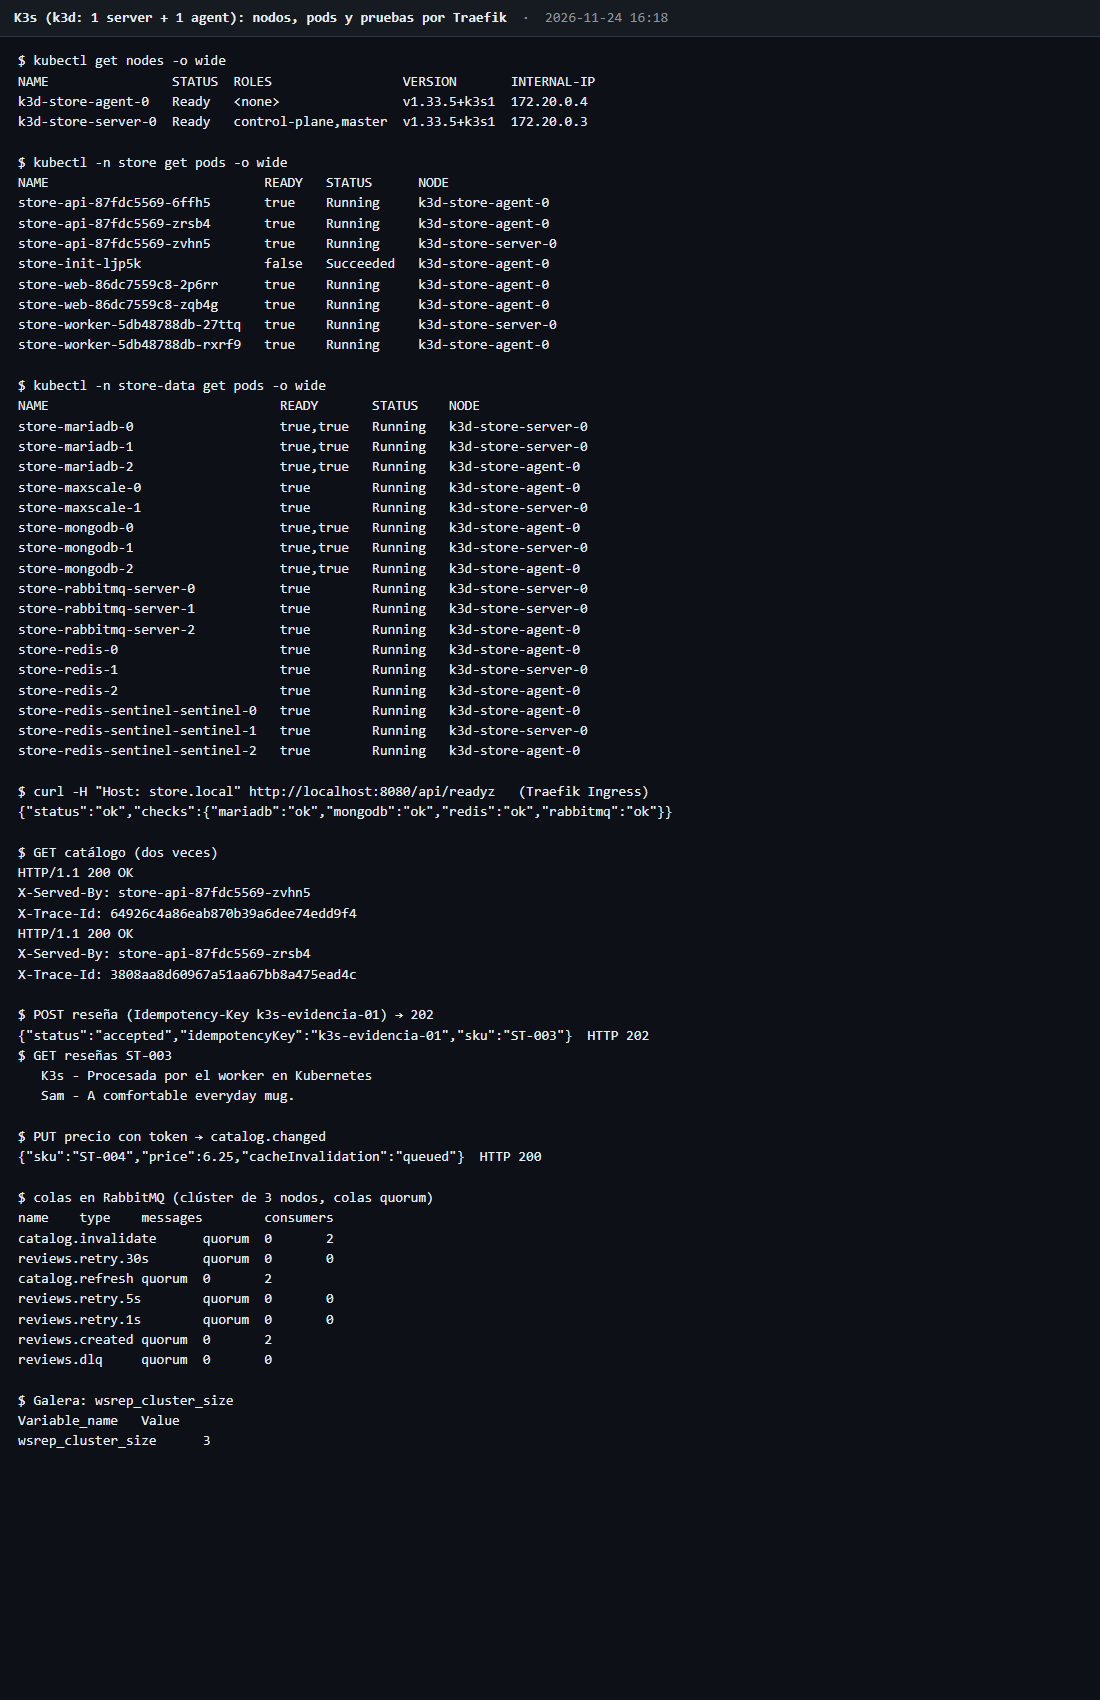 K3s (k3d: 1 server + 1 agent): nodos, pods y pruebas por Traefik · 2026-11-24 16:18
$ kubectl get nodes -o wide
NAME STATUS ROLES VERSION INTERNAL-IP
k3d-store-agent-0 Ready <none> v1.33.5+k3s1 172.20.0.4
k3d-store-server-0 Ready control-plane,master v1.33.5+k3s1 172.20.0.3
$ kubectl -n store get pods -o wide
NAME READY STATUS NODE
store-api-87fdc5569-6ffh5 true Running k3d-store-agent-0
store-api-87fdc5569-zrsb4 true Running k3d-store-agent-0
store-api-87fdc5569-zvhn5 true Running k3d-store-server-0
store-init-ljp5k false Succeeded k3d-store-agent-0
store-web-86dc7559c8-2p6rr true Running k3d-store-agent-0
store-web-86dc7559c8-zqb4g true Running k3d-store-agent-0
store-worker-5db48788db-27ttq true Running k3d-store-server-0
store-worker-5db48788db-rxrf9 true Running k3d-store-agent-0
$ kubectl -n store-data get pods -o wide
NAME READY STATUS NODE
store-mariadb-0 true,true Running k3d-store-server-0
store-mariadb-1 true,true Running k3d-store-server-0
store-mariadb-2 true,true Running k3d-store-agent-0
store-maxscale-0 true Running k3d-store-agent-0
store-maxscale-1 true Running k3d-store-server-0
store-mongodb-0 true,true Running k3d-store-agent-0
store-mongodb-1 true,true Running k3d-store-server-0
store-mongodb-2 true,true Running k3d-store-agent-0
store-rabbitmq-server-0 true Running k3d-store-server-0
store-rabbitmq-server-1 true Running k3d-store-server-0
store-rabbitmq-server-2 true Running k3d-store-agent-0
store-redis-0 true Running k3d-store-agent-0
store-redis-1 true Running k3d-store-server-0
store-redis-2 true Running k3d-store-agent-0
store-redis-sentinel-sentinel-0 true Running k3d-store-agent-0
store-redis-sentinel-sentinel-1 true Running k3d-store-server-0
store-redis-sentinel-sentinel-2 true Running k3d-store-agent-0
$ curl -H "Host: store.local" http://localhost:8080/api/readyz (Traefik Ingress)
{"status":"ok","checks":{"mariadb":"ok","mongodb":"ok","redis":"ok","rabbitmq":"ok"}}
$ GET catálogo (dos veces)
HTTP/1.1 200 OK
X-Served-By: store-api-87fdc5569-zvhn5
X-Trace-Id: 64926c4a86eab870b39a6dee74edd9f4
HTTP/1.1 200 OK
X-Served-By: store-api-87fdc5569-zrsb4
X-Trace-Id: 3808aa8d60967a51aa67bb8a475ead4c
$ POST reseña (Idempotency-Key k3s-evidencia-01) → 202
{"status":"accepted","idempotencyKey":"k3s-evidencia-01","sku":"ST-003"} HTTP 202
$ GET reseñas ST-003
K3s - Procesada por el worker en Kubernetes
Sam - A comfortable everyday mug.
$ PUT precio con token → catalog.changed
{"sku":"ST-004","price":6.25,"cacheInvalidation":"queued"} HTTP 200
$ colas en RabbitMQ (clúster de 3 nodos, colas quorum)
name type messages consumers
catalog.invalidate quorum 0 2
reviews.retry.30s quorum 0 0
catalog.refresh quorum 0 2
reviews.retry.5s quorum 0 0
reviews.retry.1s quorum 0 0
reviews.created quorum 0 2
reviews.dlq quorum 0 0
$ Galera: wsrep_cluster_size
Variable_name Value
wsrep_cluster_size 3